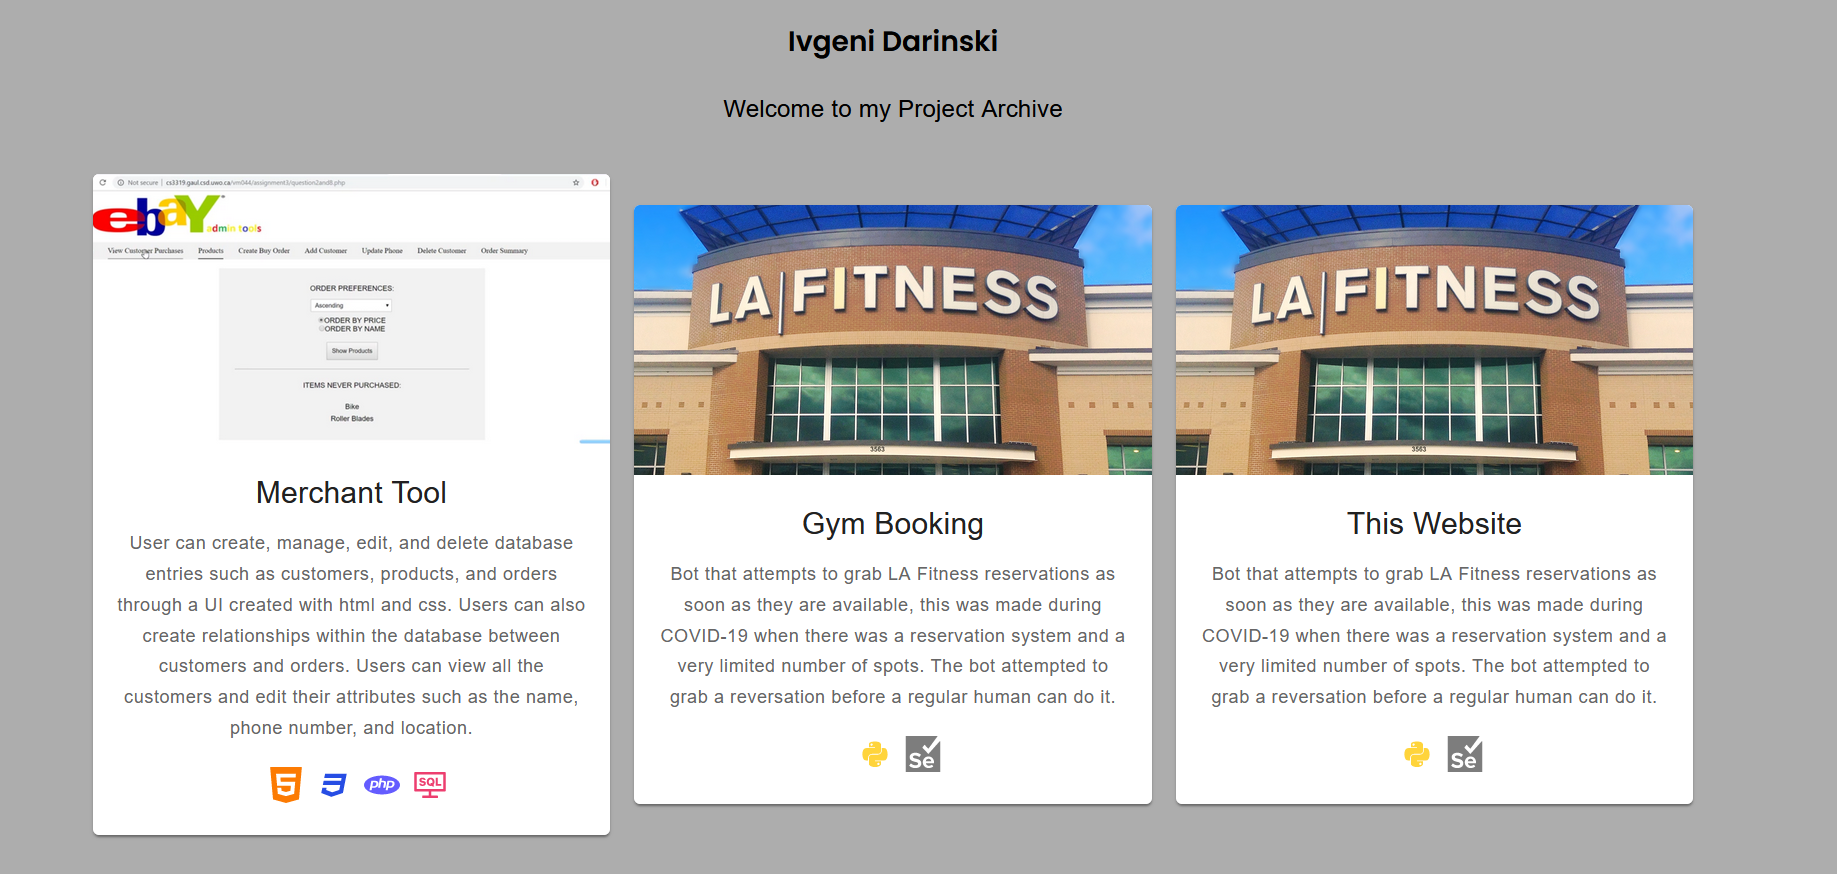 Ivgeni Darinski
Welcome to my Project Archive
Not secure | cs3319.gaul.csd.uwo.ca/vm044/assignment3/question2and8.php
ebaY admin tools
View Customer Purchases Products Create Buy Order Add Customer Update Phone Delete Customer Order Summary
ORDER PREFERENCES:
Ascending
ORDER BY PRICE
ORDER BY NAME
Show Products
ITEMS NEVER PURCHASED:
Bike
Roller Blades
Merchant Tool
User can create, manage, edit, and delete database
entries such as customers, products, and orders
through a UI created with html and css. Users can also
create relationships within the database between
customers and orders. Users can view all the
customers and edit their attributes such as the name,
phone number, and location.
5 3 php SQL
LA FITNESS
3563
Gym Booking
Bot that attempts to grab LA Fitness reservations as
soon as they are available, this was made during
COVID-19 when there was a reservation system and a
very limited number of spots. The bot attempted to
grab a reversation before a regular human can do it.
Se
LA FITNESS
3563
This Website
Bot that attempts to grab LA Fitness reservations as
soon as they are available, this was made during
COVID-19 when there was a reservation system and a
very limited number of spots. The bot attempted to
grab a reversation before a regular human can do it.
Se